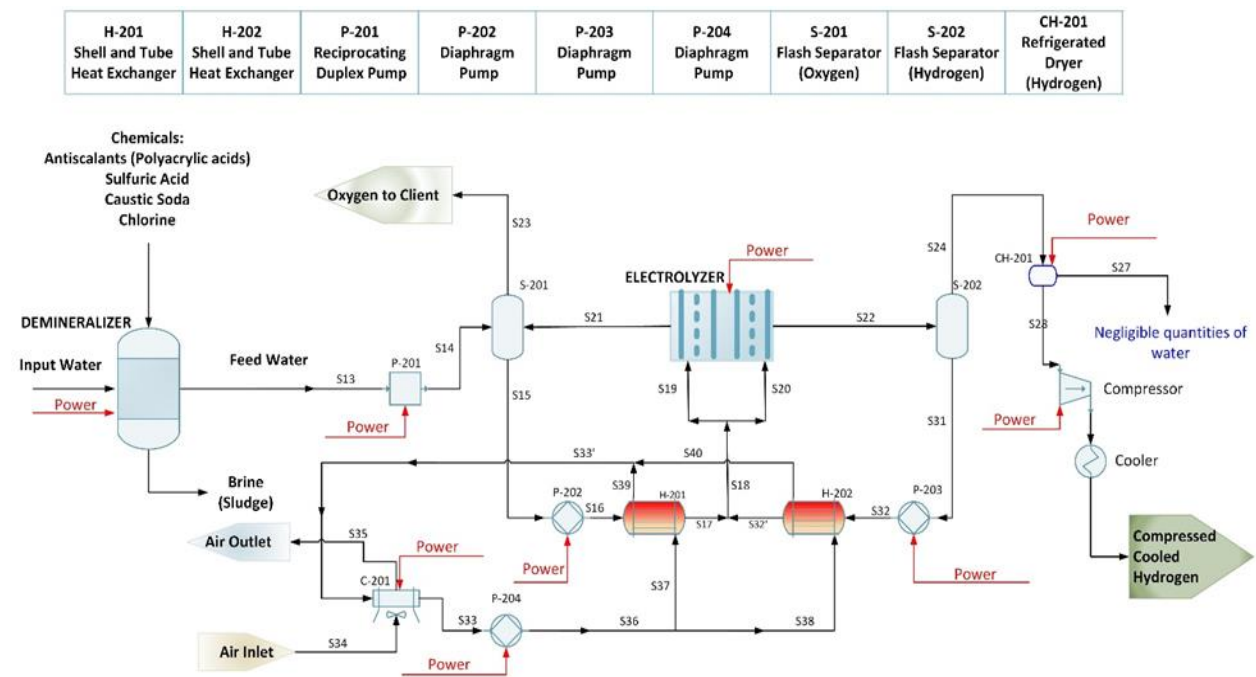 H-201
Shell and Tube
Heat Exchanger
H-202
Shell and Tube
Heat Exchanger
P-201
Reciprocating
Duplex Pump
P-202
Diaphragm
Pump
P-203
Diaphragm
Pump
P-204
Diaphragm
Pump
S-201
Flash Separator
(Oxygen)
S-202
Flash Separator
(Hydrogen)
CH-201
Refrigerated
Dryer
(Hydrogen)
Chemicals:
Antiscalants (Polyacrylic acids)
Sulfuric Acid
Caustic Soda
Chlorine
Oxygen to Client
S23
S24
Power
CH-201
S27
Negligible quantities of
water
S28
ELECTROLYZER
Power
S-201
S-202
S21
S22
DEMINERALIZER
Input Water
Power
Feed Water
S13
P-201
S14
Power
S15
S19
S20
S31
Compressor
Power
Cooler
Brine
(Sludge)
S33'
S40
S39
S18
P-202
S16
H-201
S17
S32'
H-202
S32
P-203
Power
Power
Compressed
Cooled
Hydrogen
Air Outlet
S35
Power
C-201
S37
P-204
S33
S36
S38
Air Inlet
S34
Power